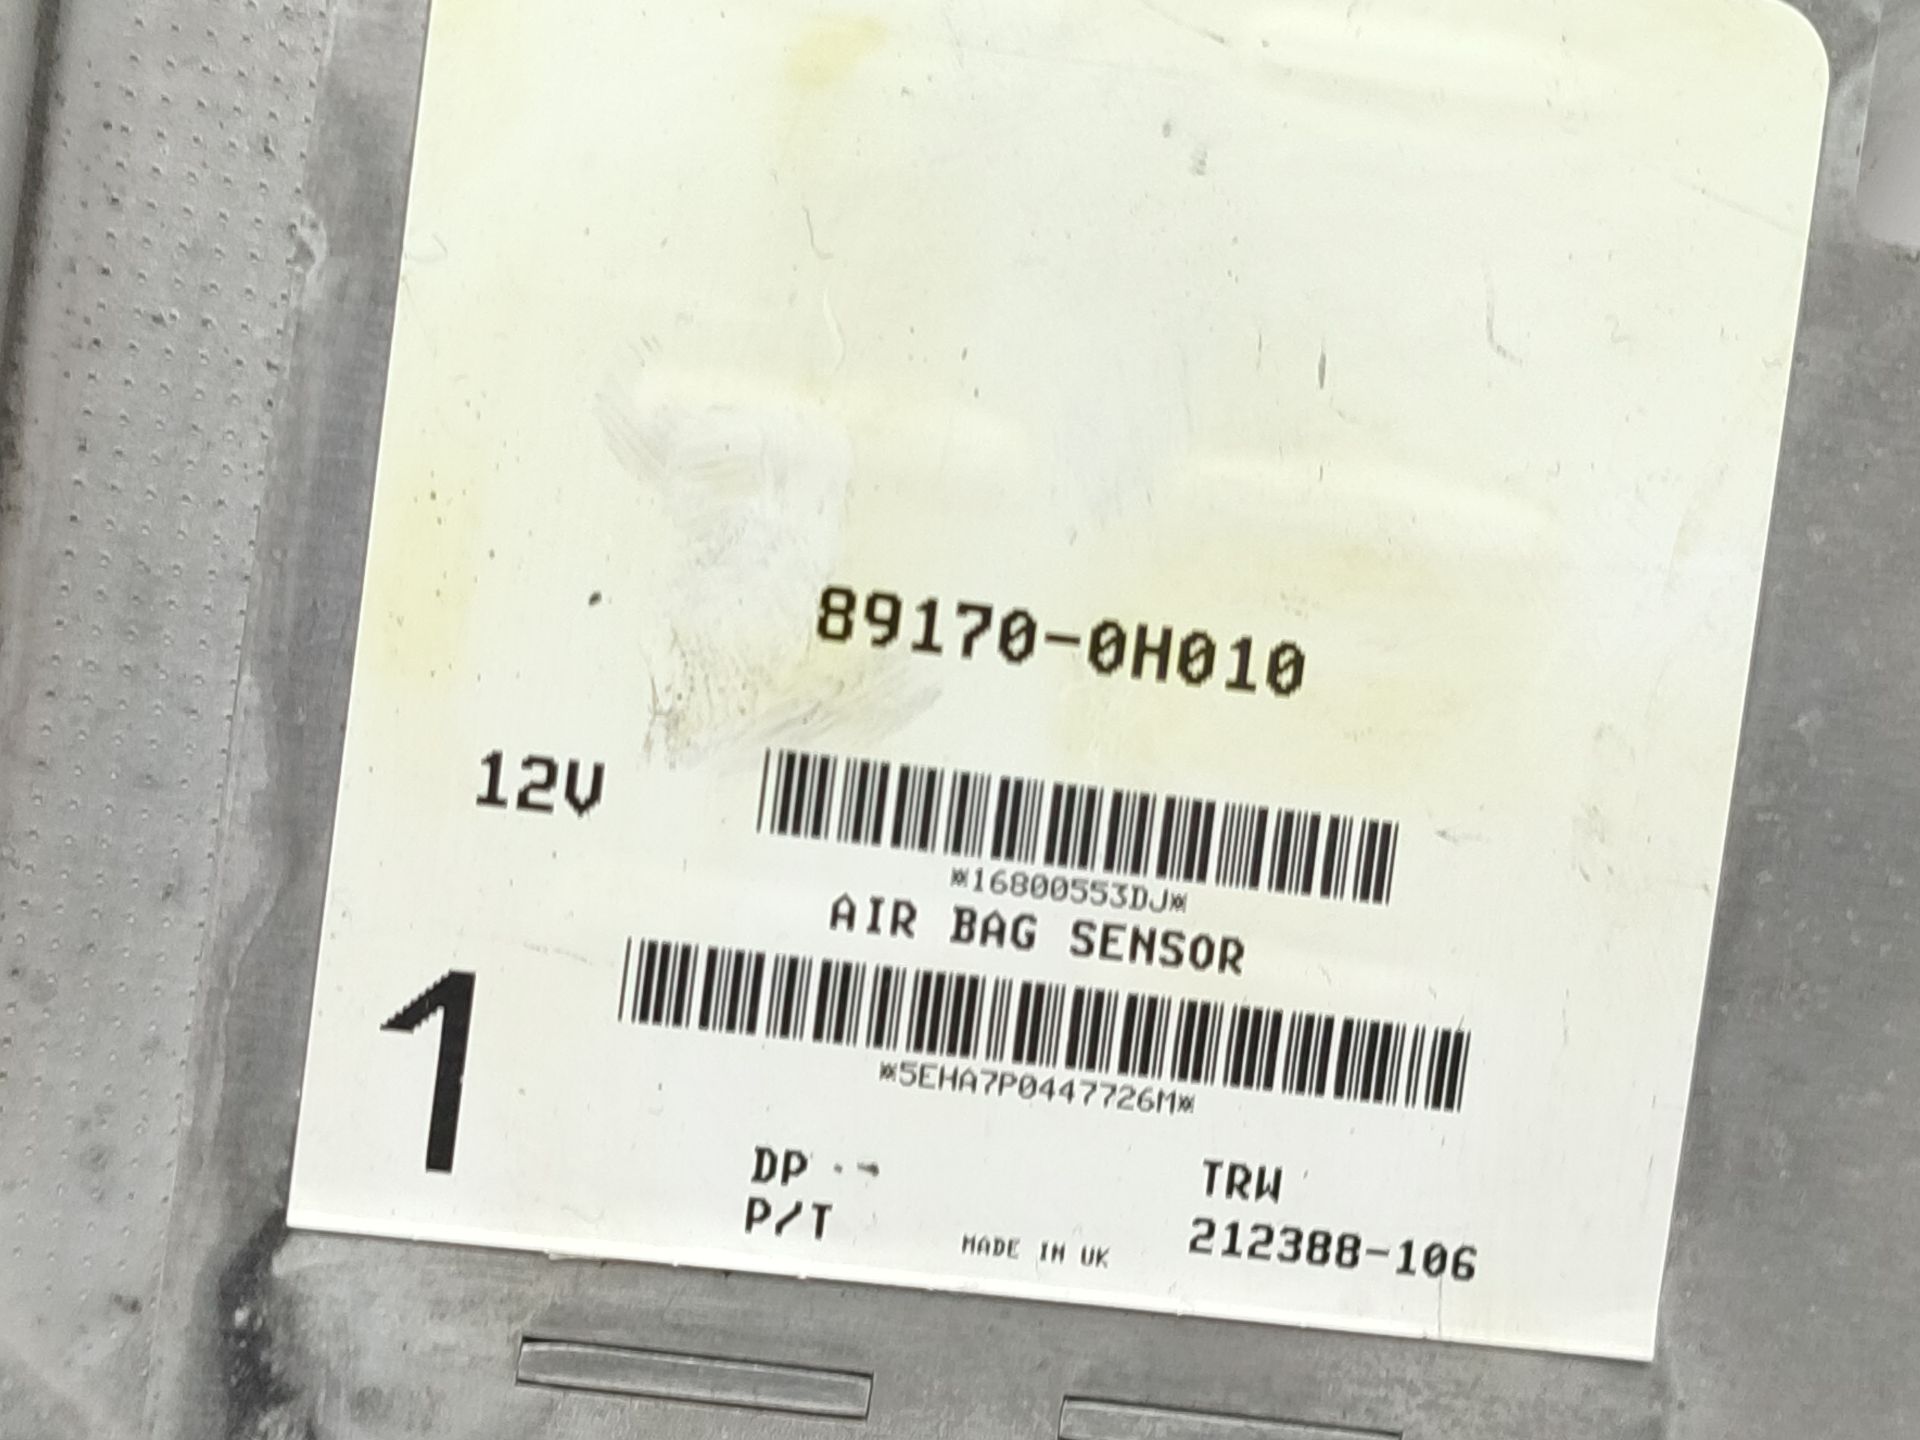 89170-0H010
12V
*16800553DJ*
AIR BAG SENSOR
1
*5EHA7P0447726M*
DP
TRW
P/T
212388-106
MADE IN UK